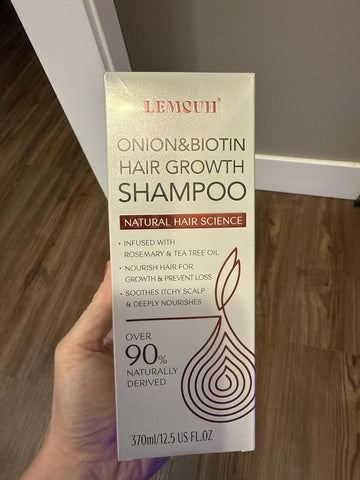 LEMCUH®
ONION&BIOTIN
HAIR GROWTH
SHAMPOO
NATURAL HAIR SCIENCE
• INFUSED WITH
ROSEMARY & TEA TREE OIL
• NOURISH HAIR FOR
GROWTH & PREVENT LOSS
• SOOTHES ITCHY SCALP
& DEEPLY NOURISHES
OVER
90%
NATURALLY
DERIVED
370ml/12.5 US FL.OZ